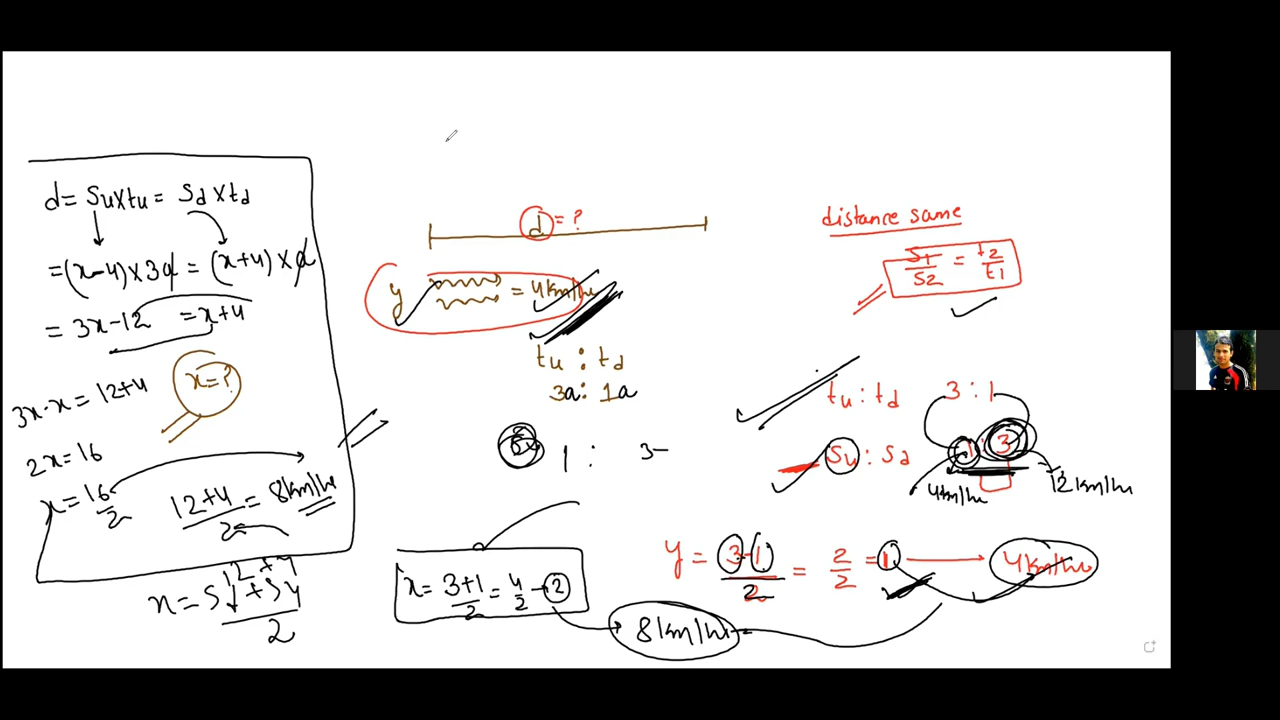 d = Su×tu = Sd×td
= (x-4)×3a = (x+4)×a
= 3x-12 = x+4
3x-x = 12+4
x=?
2x=16
x = 16/2
12+4/2 = 8km/hr
d = ?
y = 4km/hr
tu : td
3a : 1a
1 : 3
x = 3+1/2 = 4/2 → 2
8km/hr
distance same
S1/S2 = t2/t1
tu : td 3 : 1
Su : Sd 1 : 3
4km/hr 12km/hr
y = 3-1/2 = 2/2 = 1 → 4km/hr